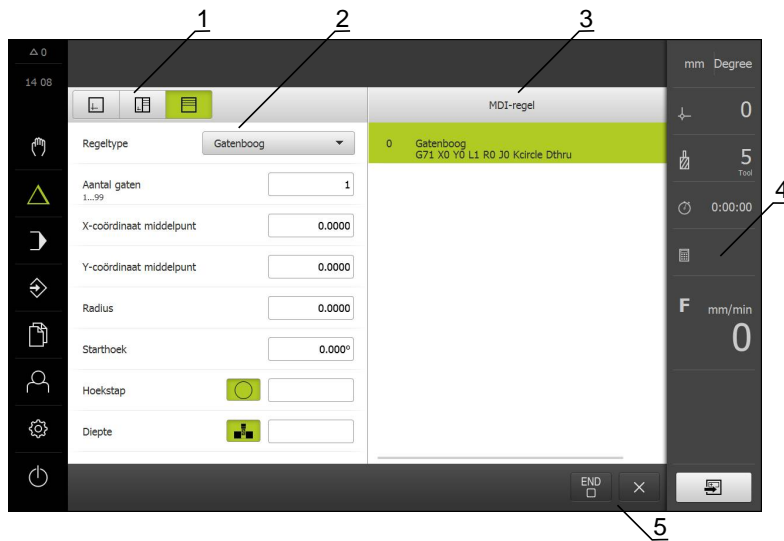 1
2
3
0
mm Degree
14 08
MDI-regel
0
Regeltype
Gatenboog
0 Gatenboog
G71 X0 Y0 L1 R0 J0 Kcircle Dthru
5
Tool
Aantal gaten
1...99
1
4
0:00:00
X-coördinaat middelpunt
0.0000
Y-coördinaat middelpunt
0.0000
Radius
0.0000
F mm/min
0
Starthoek
0.000°
Hoekstap
Diepte
END
5